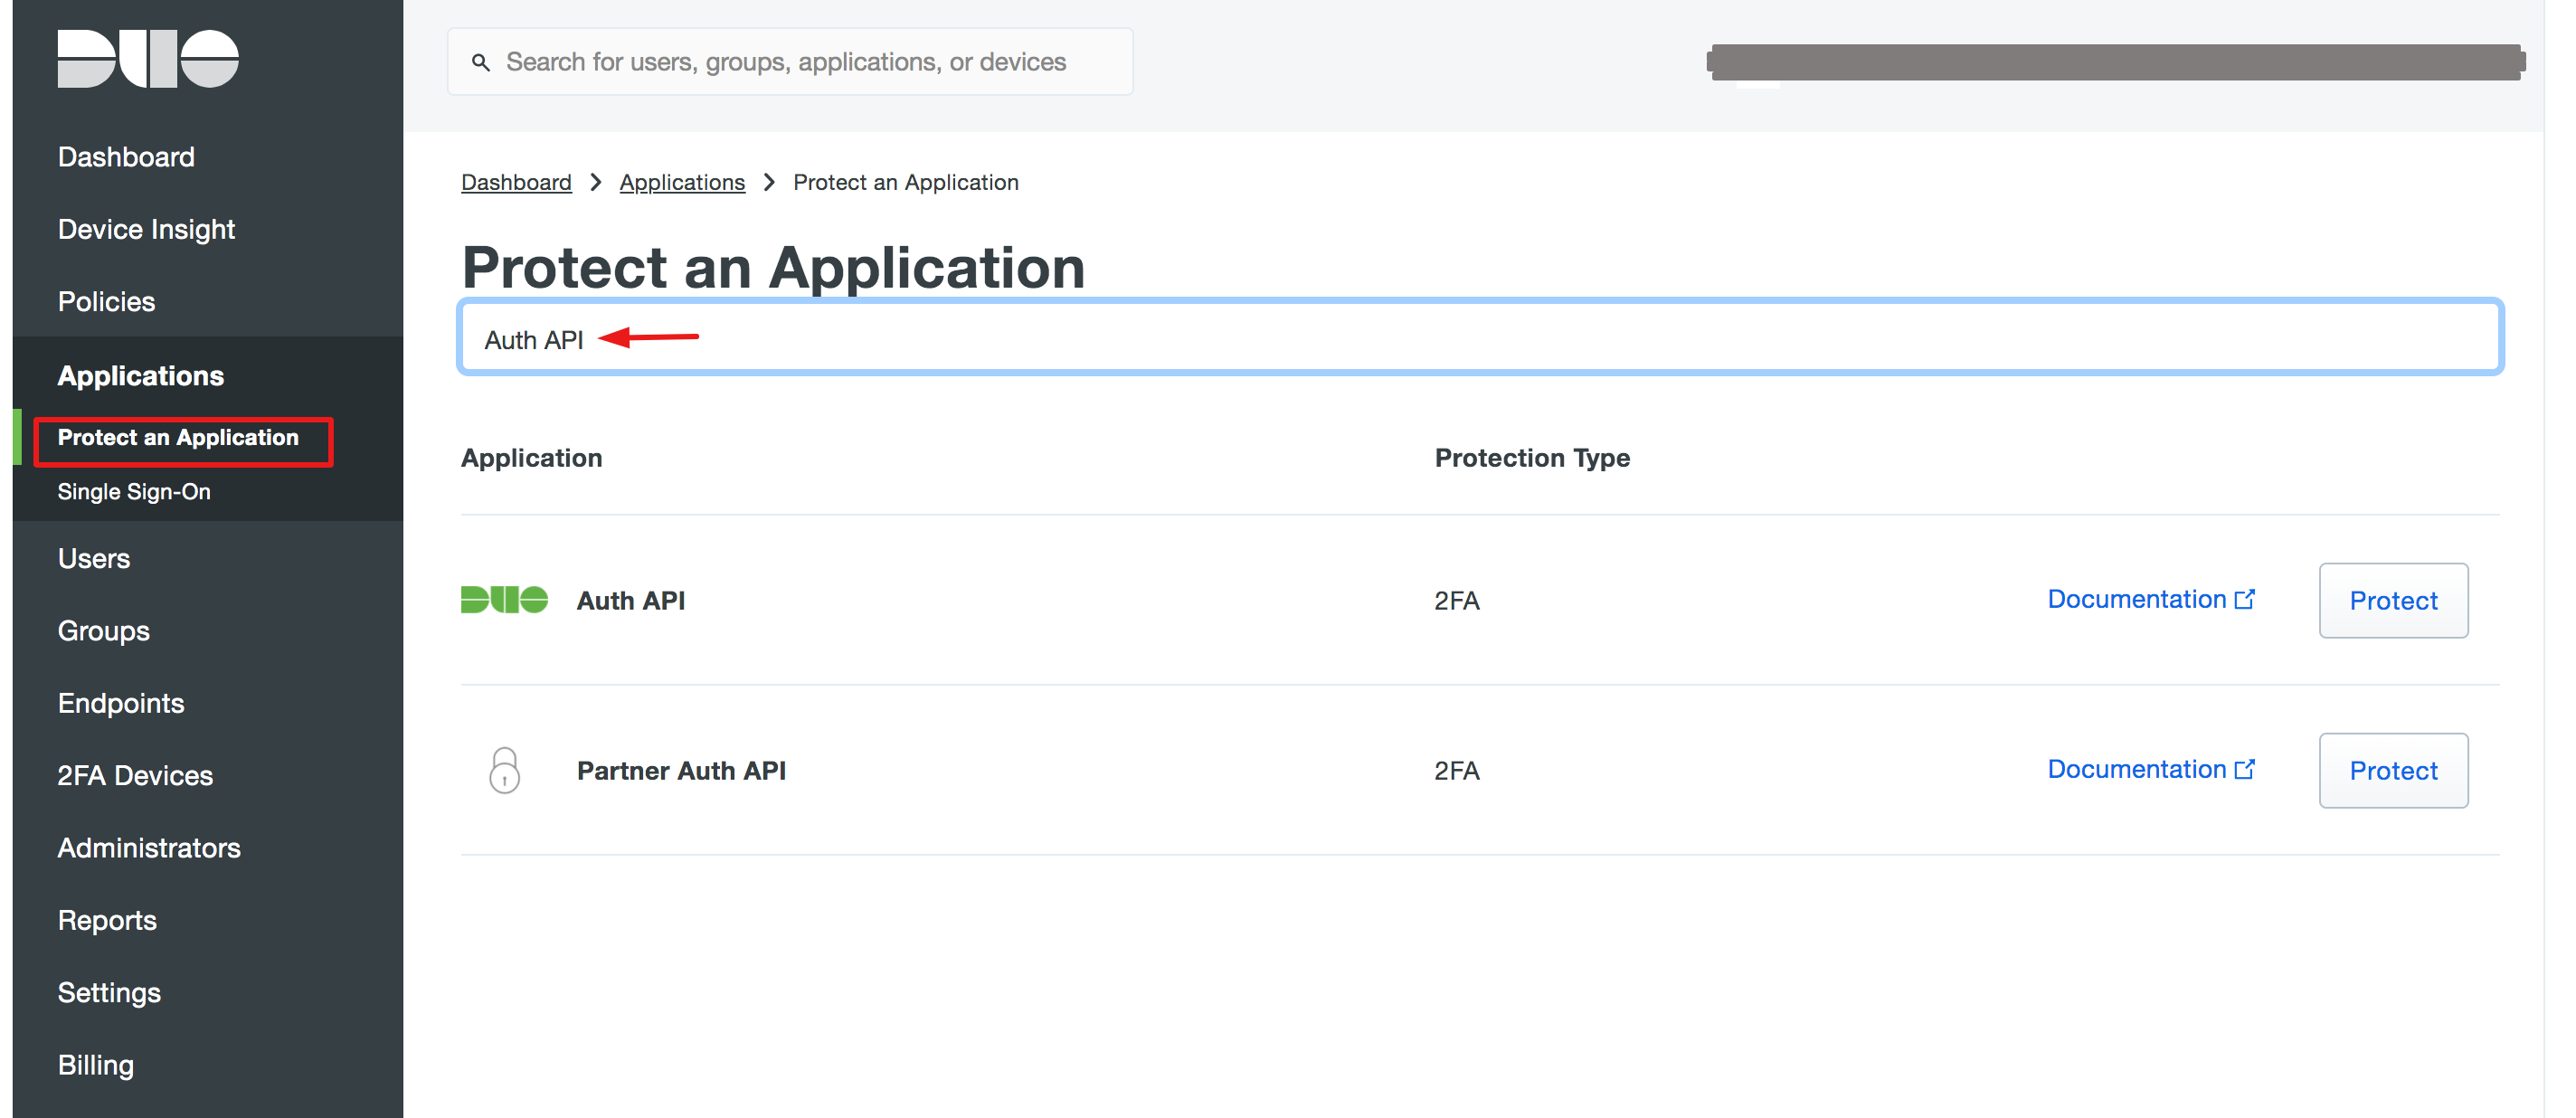 DUO
Search for users, groups, applications, or devices
Dashboard
Device Insight
Policies
Applications
Protect an Application
Single Sign-On
Users
Groups
Endpoints
2FA Devices
Administrators
Reports
Settings
Billing
Dashboard > Applications > Protect an Application
Protect an Application
Auth API
Application Protection Type
DUO Auth API 2FA Documentation Protect
Partner Auth API 2FA Documentation Protect